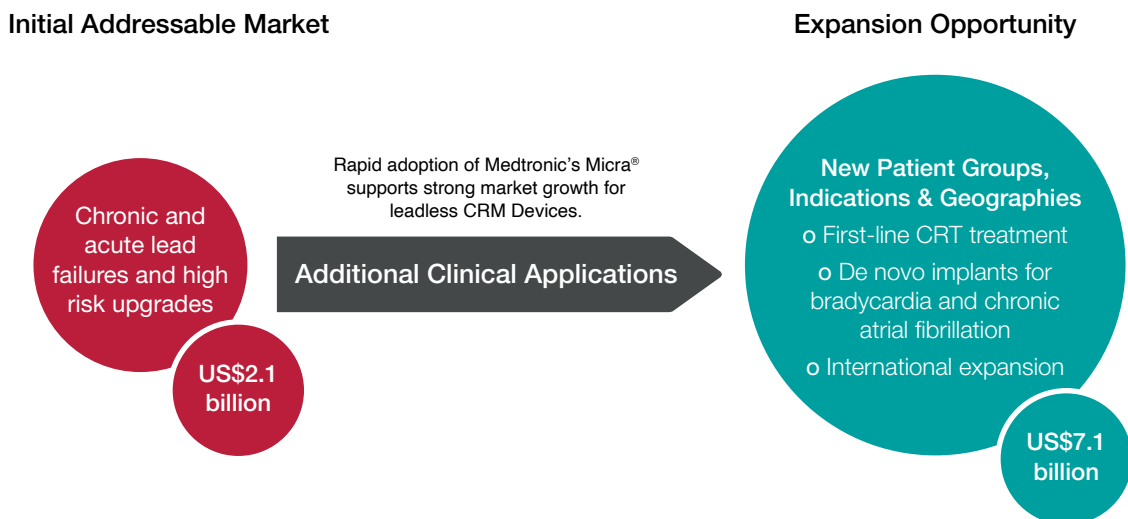 Initial Addressable Market
Expansion Opportunity
Chronic and
acute lead
failures and high
risk upgrades
US$2.1
billion
Rapid adoption of Medtronic's Micra®
supports strong market growth for
leadless CRM Devices.
Additional Clinical Applications
New Patient Groups,
Indications & Geographies
o First-line CRT treatment
o De novo implants for
bradycardia and chronic
atrial fibrillation
o International expansion
US$7.1
billion